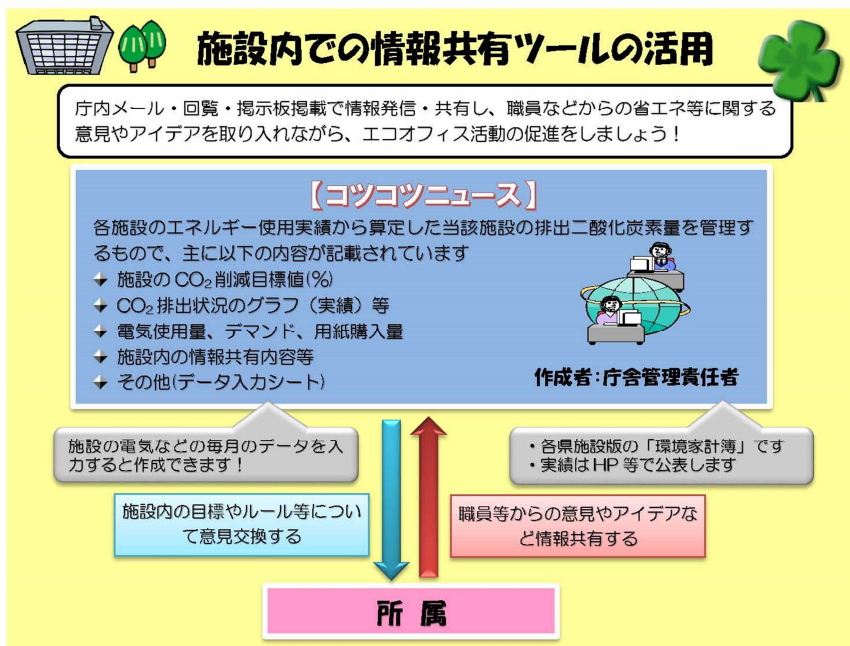 施設内での情報共有ツールの活用
庁内メール・回覧・掲示板掲載で情報発信・共有し、職員などからの省エネ等に関する
意見やアイデアを取り入れながら、エコオフィス活動の促進をしましょう！
【コツコツニュース】
各施設のエネルギー使用実績から算定した当該施設の排出二酸化炭素量を管理す
るもので、主に以下の内容が記載されています
施設のCO₂削減目標値(%)
CO₂排出状況のグラフ（実績）等
電気使用量、デマンド、用紙購入量
施設内の情報共有内容等
その他(データ入力シート)
作成者：庁舎管理責任者
施設の電気などの毎月のデータを入
力すると作成できます！
・各県施設版の「環境家計簿」です
・実績はHP等で公表します
施設内の目標やルール等につい
て意見交換する
職員等からの意見やアイデアな
ど情報共有する
所属